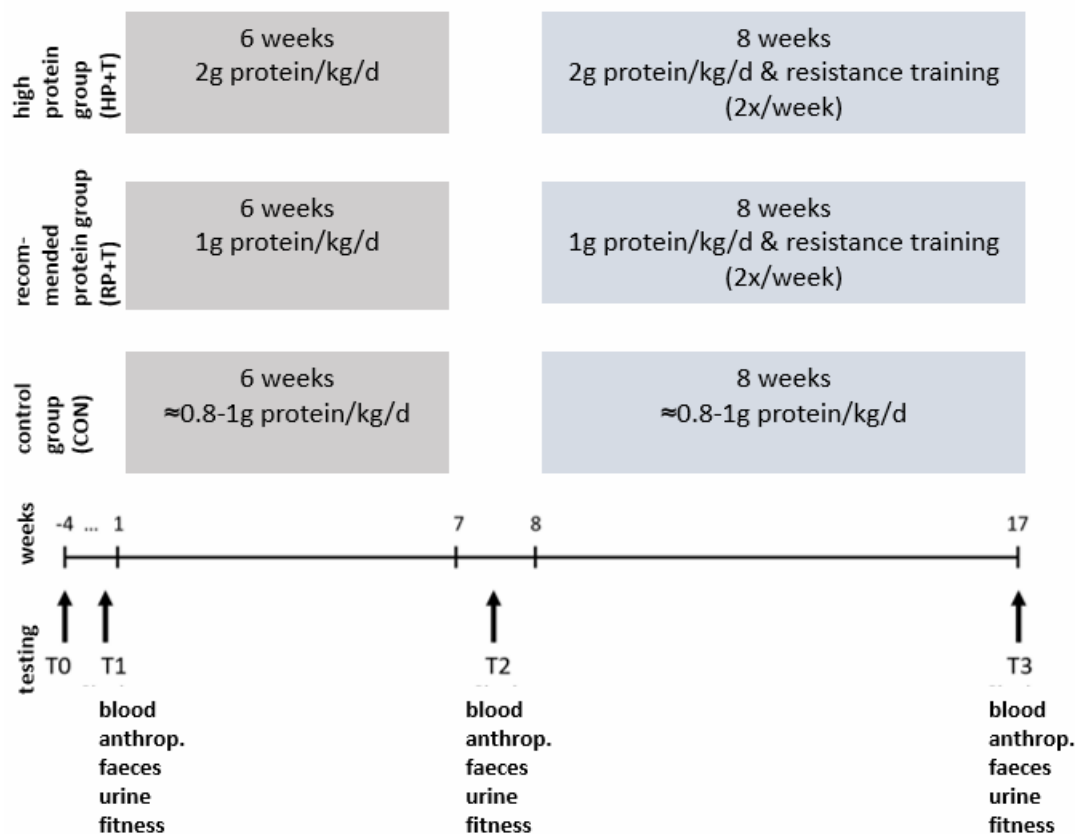 high
protein
group
(HP+T)
6 weeks
2g protein/kg/d
8 weeks
2g protein/kg/d & resistance training
(2x/week)
recom-
mended
protein group
(RP+T)
6 weeks
1g protein/kg/d
8 weeks
1g protein/kg/d & resistance training
(2x/week)
control
group
(CON)
6 weeks
≈0.8-1g protein/kg/d
8 weeks
≈0.8-1g protein/kg/d
weeks
-4 ... 1 7 8 17
testing
T0 T1 T2 T3
blood
anthrop.
faeces
urine
fitness
blood
anthrop.
faeces
urine
fitness
blood
anthrop.
faeces
urine
fitness